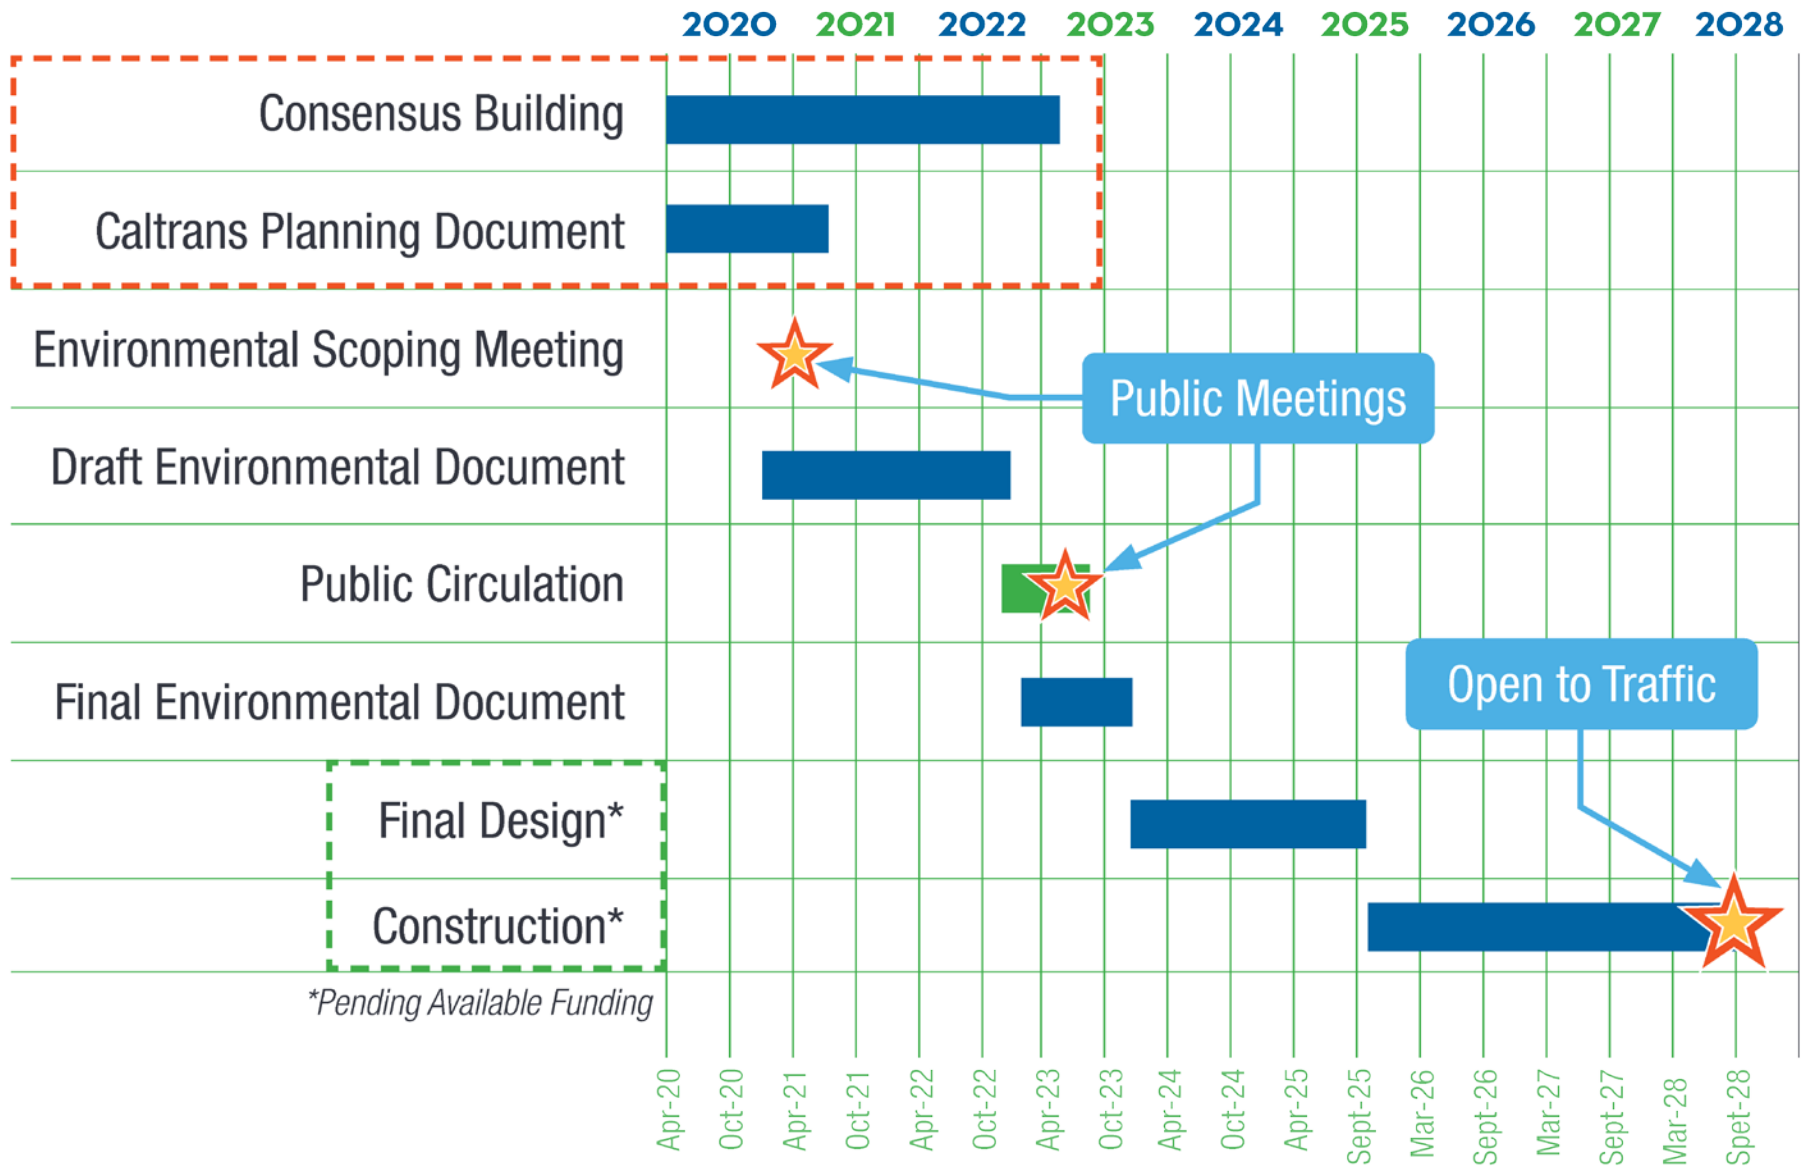 2020 2021 2022 2023 2024 2025 2026 2027 2028
Consensus Building
Caltrans Planning Document
Environmental Scoping Meeting
Public Meetings
Draft Environmental Document
Public Circulation
Open to Traffic
Final Environmental Document
Final Design*
Construction*
*Pending Available Funding
Apr-20
Oct-20
Apr-21
Oct-21
Apr-22
Oct-22
Apr-23
Oct-23
Apr-24
Oct-24
Apr-25
Sept-25
Mar-26
Sept-26
Mar-27
Sept-27
Mar-28
Spet-28